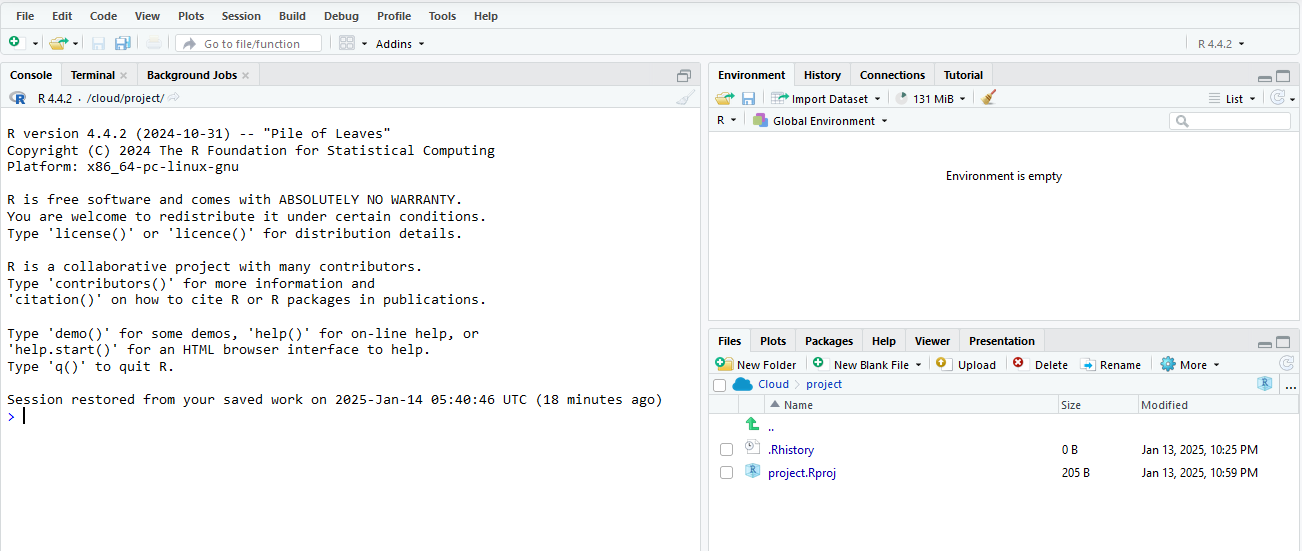 File Edit Code View Plots Session Build Debug Profile Tools Help
Go to file/function Addins R 4.4.2
Console Terminal Background Jobs
R 4.4.2 · /cloud/project/
R version 4.4.2 (2024-10-31) -- "Pile of Leaves"
Copyright (C) 2024 The R Foundation for Statistical Computing
Platform: x86_64-pc-linux-gnu
R is free software and comes with ABSOLUTELY NO WARRANTY.
You are welcome to redistribute it under certain conditions.
Type 'license()' or 'licence()' for distribution details.
R is a collaborative project with many contributors.
Type 'contributors()' for more information and
'citation()' on how to cite R or R packages in publications.
Type 'demo()' for some demos, 'help()' for on-line help, or
'help.start()' for an HTML browser interface to help.
Type 'q()' to quit R.
Session restored from your saved work on 2025-Jan-14 05:40:46 UTC (18 minutes ago)
>
Environment History Connections Tutorial
Import Dataset 131 MiB List
R Global Environment
Environment is empty
Files Plots Packages Help Viewer Presentation
New Folder New Blank File Upload Delete Rename More
Cloud project ...
Name Size Modified
..
.Rhistory 0 B Jan 13, 2025, 10:25 PM
project.Rproj 205 B Jan 13, 2025, 10:59 PM